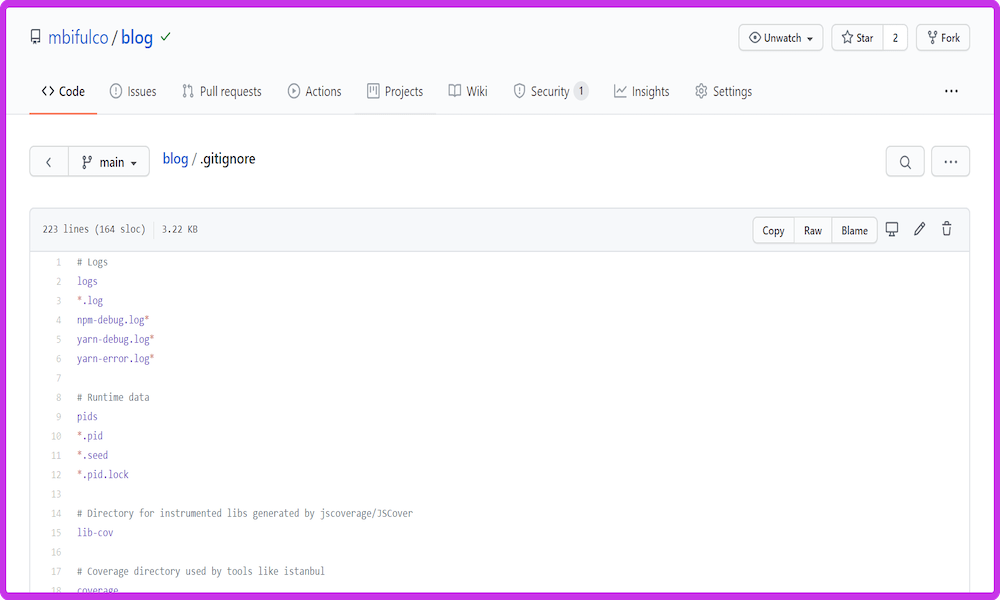 mbifulco / blog
Unwatch Star 2 Fork
Code Issues Pull requests Actions Projects Wiki Security 1 Insights Settings ...
main blog / .gitignore ...
223 lines (164 sloc) 3.22 KB Copy Raw Blame
1 # Logs
2 logs
3 *.log
4 npm-debug.log*
5 yarn-debug.log*
6 yarn-error.log*
7
8 # Runtime data
9 pids
10 *.pid
11 *.seed
12 *.pid.lock
13
14 # Directory for instrumented libs generated by jscoverage/JSCover
15 lib-cov
16
17 # Coverage directory used by tools like istanbul
18 coverage